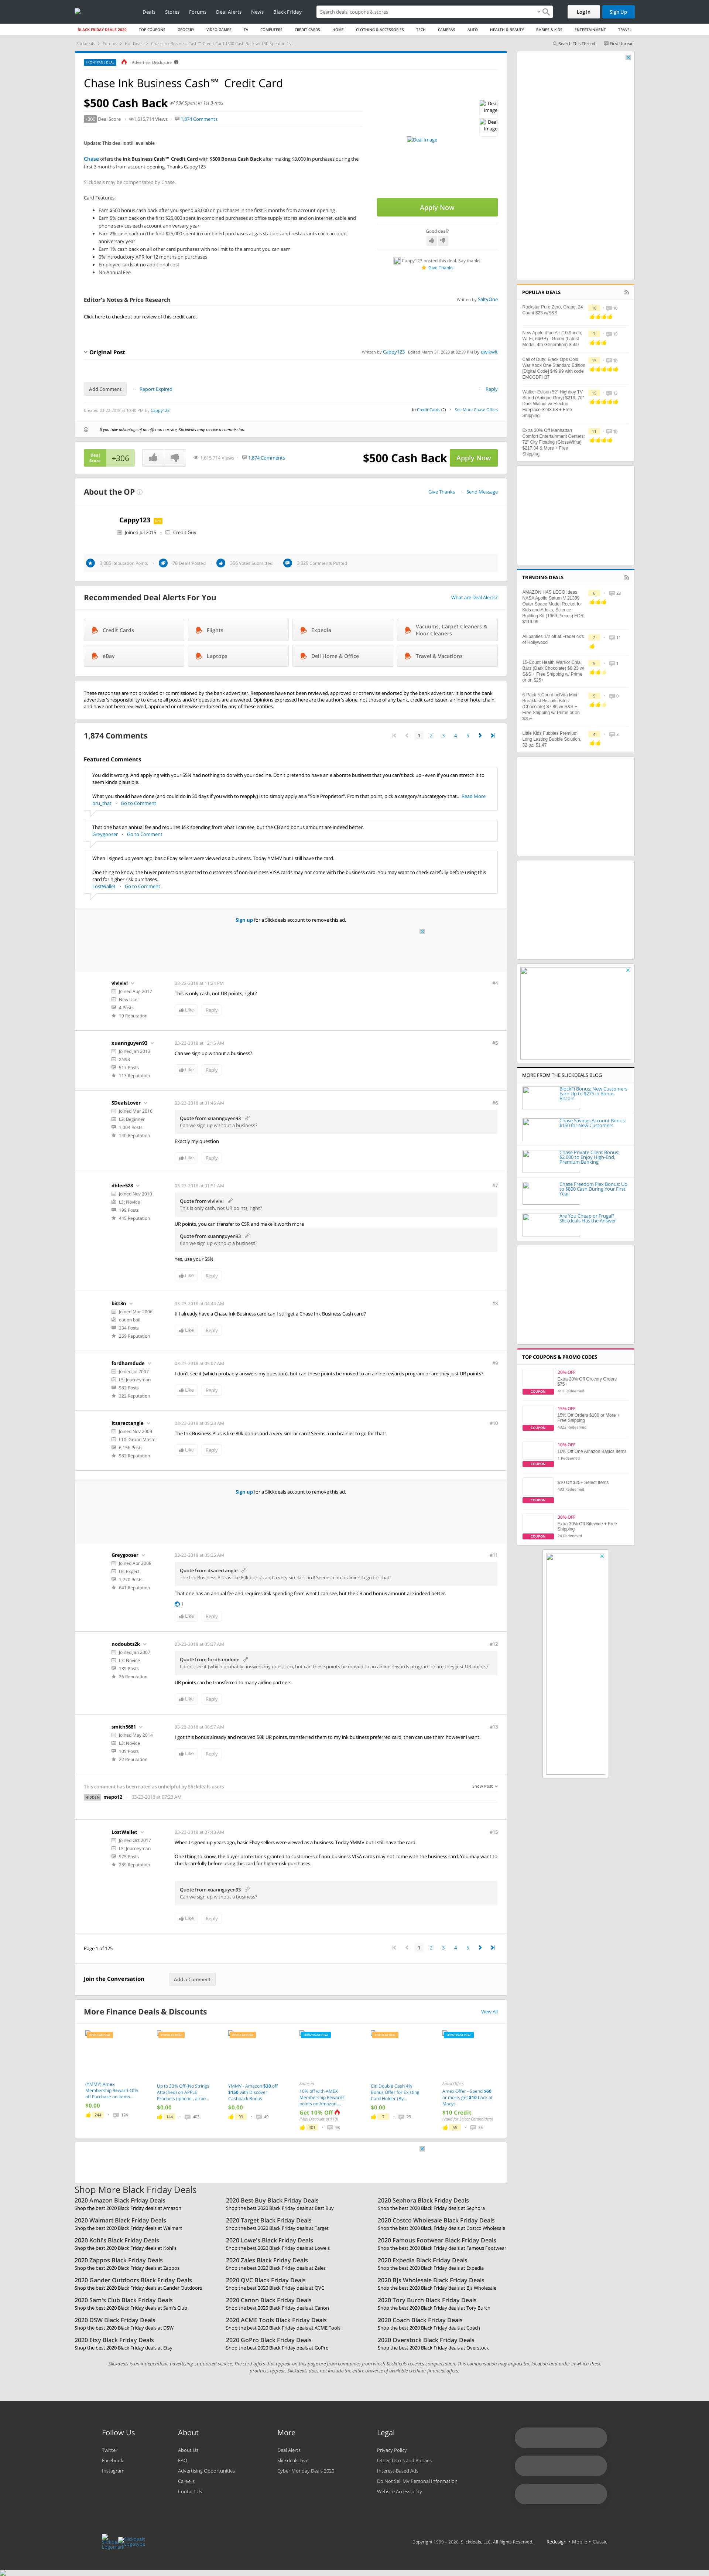 Deals Stores Forums Deal Alerts News Black Friday
Search deals, coupons & stores
Log In Sign Up
BLACK FRIDAY DEALS 2020 TOP COUPONS GROCERY VIDEO GAMES TV COMPUTERS CREDIT CARDS HOME CLOTHING & ACCESSORIES TECH CAMERAS AUTO HEALTH & BEAUTY BABIES & KIDS ENTERTAINMENT TRAVEL
Search This Thread First Unread
Advertiser Disclosure
Chase Ink Business Cash℠ Credit Card
$500 Cash Back w/ $3K Spent in 1st 3-mos
+306 Deal Score 1,615,714 Views 1,874 Comments
Deal Image
Deal Image
Deal Image
Update: This deal is still available
Chase offers the Ink Business Cash℠ Credit Card with $500 Bonus Cash Back after making $3,000 in purchases during the
first 3 months from account opening. Thanks Cappy123
Slickdeals may be compensated by Chase.
Card Features:
Earn $500 bonus cash back after you spend $3,000 on purchases in the first 3 months from account opening
Earn 5% cash back on the first $25,000 spent in combined purchases at office supply stores and on internet, cable and
phone services each account anniversary year
Earn 2% cash back on the first $25,000 spent in combined purchases at gas stations and restaurants each account
anniversary year
Earn 1% cash back on all other card purchases with no limit to the amount you can earn
0% introductory APR for 12 months on purchases
Employee cards at no additional cost
No Annual Fee
Apply Now
Good deal?
Cappy123 posted this deal. Say thanks!
Give Thanks
Editor's Notes & Price Research
Written by SaltyOne
Click here to checkout our review of this credit card.
Original Post
Written by Cappy123 Edited March 31, 2020 at 02:39 PM by qwikwit
Add Comment Report Expired Reply
Created 03-22-2018 at 10:40 PM by Cappy123
in Credit Cards (2) See More Chase Offers
If you take advantage of an offer on our site, Slickdeals may receive a commission.
Deal Score +306 1,615,714 Views 1,874 Comments $500 Cash Back Apply Now
About the OP
Give Thanks Send Message
Cappy123
Joined Jul 2015 Credit Guy
3,085 Reputation Points 78 Deals Posted 356 Votes Submitted 3,329 Comments Posted
Recommended Deal Alerts For You
What are Deal Alerts?
Credit Cards
Flights
Expedia
Vacuums, Carpet Cleaners & Floor Cleaners
eBay
Laptops
Dell Home & Office
Travel & Vacations
These responses are not provided or commissioned by the bank advertiser. Responses have not been reviewed, approved or otherwise endorsed by the bank advertiser. It is not the bank
advertiser's responsibility to ensure all posts and/or questions are answered. Opinions expressed here are the author's alone, not those of any bank, credit card issuer, airline or hotel chain,
and have not been reviewed, approved or otherwise endorsed by any of these entities.
1,874 Comments
1 2 3 4 5
Featured Comments
You did it wrong. And applying with your SSN had nothing to do with your decline. Don't pretend to have an elaborate business that you can't back up - even if you can stretch it to
seem kinda plausible.
What you should have done (and could do in 30 days if you wish to reapply) is to simply apply as a "Sole Proprietor". From that point, pick a category/subcategory that... Read More
bru_that Go to Comment
That one has an annual fee and requires $5k spending from what I can see, but the CB and bonus amount are indeed better.
Greygooser Go to Comment
When I signed up years ago, basic Ebay sellers were viewed as a business. Today YMMV but I still have the card.
One thing to know, the buyer protections granted to customers of non-business VISA cards may not come with the business card. You may want to check carefully before using this
card for higher risk purchases.
LostWallet Go to Comment
Sign up for a Slickdeals account to remove this ad.
vivivivi
Joined Aug 2017
New User
4 Posts
10 Reputation
03-22-2018 at 11:24 PM #4
This is only cash, not UR points, right?
Like Reply
xuannguyen93
Joined Jan 2013
XN93
517 Posts
113 Reputation
03-23-2018 at 12:15 AM #5
Can we sign up without a business?
Like Reply
SDealsLover
Joined Mar 2016
L2: Beginner
1,004 Posts
140 Reputation
03-23-2018 at 01:46 AM #6
Quote from xuannguyen93
Can we sign up without a business?
Exactly my question
Like Reply
dhlee528
Joined Nov 2010
L3: Novice
199 Posts
445 Reputation
03-23-2018 at 01:51 AM #7
Quote from vivivivi
This is only cash, not UR points, right?
UR points, you can transfer to CSR and make it worth more
Quote from xuannguyen93
Can we sign up without a business?
Yes, use your SSN
Like Reply
bitt3n
Joined Mar 2006
out on bail
334 Posts
269 Reputation
03-23-2018 at 04:44 AM #8
If I already have a Chase Ink Business card can I still get a Chase Ink Business Cash card?
Like Reply
fordhamdude
Joined Jul 2007
L5: Journeyman
982 Posts
322 Reputation
03-23-2018 at 05:07 AM #9
I don't see it (which probably answers my question), but can these points be moved to an airline rewards program or are they just UR points?
Like Reply
itsarectangle
Joined Nov 2009
L10: Grand Master
6,156 Posts
982 Reputation
03-23-2018 at 05:23 AM #10
The Ink Business Plus is like 80k bonus and a very similar card! Seems a no brainier to go for that!
Like Reply
Sign up for a Slickdeals account to remove this ad.
Greygooser
Joined Apr 2008
L6: Expert
1,270 Posts
641 Reputation
03-23-2018 at 05:35 AM #11
Quote from itsarectangle
The Ink Business Plus is like 80k bonus and a very similar card! Seems a no brainier to go for that!
That one has an annual fee and requires $5k spending from what I can see, but the CB and bonus amount are indeed better.
1
Like Reply
nodoubts2k
Joined Jan 2007
L3: Novice
138 Posts
26 Reputation
03-23-2018 at 05:37 AM #12
Quote from fordhamdude
I don't see it (which probably answers my question), but can these points be moved to an airline rewards program or are they just UR points?
UR points can be transferred to many airline partners.
Like Reply
smith5681
Joined May 2014
L3: Novice
105 Posts
22 Reputation
03-23-2018 at 06:57 AM #13
I got this bonus already and received 50k UR points, transferred them to my ink business preferred card, then can use them however i want.
Like Reply
This comment has been rated as unhelpful by Slickdeals users Show Post
HIDDEN mepo12 03-23-2018 at 07:23 AM
LostWallet
Joined Oct 2017
L5: Journeyman
975 Posts
289 Reputation
03-23-2018 at 07:43 AM #15
When I signed up years ago, basic Ebay sellers were viewed as a business. Today YMMV but I still have the card.
One thing to know, the buyer protections granted to customers of non-business VISA cards may not come with the business card. You may want to
check carefully before using this card for higher risk purchases.
Quote from xuannguyen93
Can we sign up without a business?
Like Reply
Page 1 of 125
1 2 3 4 5
Join the Conversation Add a Comment
More Finance Deals & Discounts
View All
(YMMY) Amex Membership Reward 40% off Purchase on Items...
$0.00
Up to 33% Off (No Strings Attached) on APPLE Products (iphone , airpo...
$0.00
YMMV - Amazon $30 off $150 with Discover Cashback Bonus
$0.00
Amazon
10% off with AMEX Membership Rewards points on Amazon...
Get 10% Off
Citi Double Cash 4% Bonus Offer for Existing Card Holder (By...
$0.00
Amex Offers
Amex Offer - Spend $60 or more, get $10 back at Macys
$10 Credit
POPULAR DEALS
Rockstar Pure Zero, Grape, 24 Count $23 w/S&S
New Apple iPad Air (10.9-inch, Wi-Fi, 64GB) - Green (Latest Model, 4th Generation) $559
Call of Duty: Black Ops Cold War Xbox One Standard Edition [Digital Code] $49.99 with code EMCGDFH37
Walker Edison 52" Highboy TV Stand (Antique Gray) $216, 70" Dark Walnut w/ Electric Fireplace $243.68 + Free Shipping
Extra 30% Off Manhattan Comfort Entertainment Centers: 72" City Floating (Gloss/White) $217.34 & More + Free Shipping
TRENDING DEALS
AMAZON HAS LEGO Ideas NASA Apollo Saturn V 21309 Outer Space Model Rocket for Kids and Adults, Science Building Kit (1969 Pieces) FOR $119.99
All parkies 1/2 off at Frederick's of Hollywood
15-Count Health Warrior Chia Bars (Dark Chocolate) $8.23 w/ S&S + Free Shipping w/ Prime or on $25+
6-Pack 5-Count belVita Mini Breakfast Biscuits Bites (Chocolate) $7.66 w/ S&S + Free Shipping w/ Prime or on $25+
Little Kids Fubbles Premium Long Lasting Bubble Solution, 32 oz: $1.47
MORE FROM THE SLICKDEALS BLOG
BlockFi Bonus: New Customers Earn Up to $275 in Bonus Bitcoin
Chase Savings Account Bonus: $150 for New Customers
Chase Private Client Bonus: $2,000 to Enjoy High-End, Premium Banking
Chase Freedom Flex Bonus: Up to $600 Cash During Your First Year
Are You Cheap or Frugal? Slickdeals Has the Answer
TOP COUPONS & PROMO CODES
20% OFF
Extra 20% Off Grocery Orders $75+
411 Redeemed
COUPON
15% OFF
15% Off Orders $100 or More + Free Shipping
COUPON
10% OFF
10% Off One Amazon Basics Items
1 Redeemed
COUPON
$10 Off $25+ Select Items
COUPON
30% OFF
Extra 30% Off Sitewide + Free Shipping
COUPON
Shop More Black Friday Deals
2020 Amazon Black Friday Deals
Shop the best 2020 Black Friday deals at Amazon
2020 Best Buy Black Friday Deals
Shop the best 2020 Black Friday deals at Best Buy
2020 Sephora Black Friday Deals
Shop the best 2020 Black Friday deals at Sephora
2020 Walmart Black Friday Deals
Shop the best 2020 Black Friday deals at Walmart
2020 Target Black Friday Deals
Shop the best 2020 Black Friday deals at Target
2020 Costco Wholesale Black Friday Deals
Shop the best 2020 Black Friday deals at Costco Wholesale
2020 Kohl's Black Friday Deals
Shop the best 2020 Black Friday deals at Kohl's
2020 Lowe's Black Friday Deals
Shop the best 2020 Black Friday deals at Lowe's
2020 Famous Footwear Black Friday Deals
Shop the best 2020 Black Friday deals at Famous Footwear
2020 Zappos Black Friday Deals
Shop the best 2020 Black Friday deals at Zappos
2020 Zales Black Friday Deals
Shop the best 2020 Black Friday deals at Zales
2020 Expedia Black Friday Deals
Shop the best 2020 Black Friday deals at Expedia
2020 Gander Outdoors Black Friday Deals
Shop the best 2020 Black Friday deals at Gander Outdoors
2020 QVC Black Friday Deals
Shop the best 2020 Black Friday deals at QVC
2020 BJs Wholesale Black Friday Deals
Shop the best 2020 Black Friday deals at BJs Wholesale
2020 Sam's Club Black Friday Deals
Shop the best 2020 Black Friday deals at Sam's Club
2020 Canon Black Friday Deals
Shop the best 2020 Black Friday deals at Canon
2020 Tory Burch Black Friday Deals
Shop the best 2020 Black Friday deals at Tory Burch
2020 DSW Black Friday Deals
Shop the best 2020 Black Friday deals at DSW
2020 ACME Tools Black Friday Deals
Shop the best 2020 Black Friday deals at ACME Tools
2020 Coach Black Friday Deals
Shop the best 2020 Black Friday deals at Coach
2020 Etsy Black Friday Deals
Shop the best 2020 Black Friday deals at Etsy
2020 GoPro Black Friday Deals
Shop the best 2020 Black Friday deals at GoPro
2020 Overstock Black Friday Deals
Shop the best 2020 Black Friday deals at Overstock
Slickdeals is an independent, advertising-supported service. The card offers that appear on this page are from companies from which Slickdeals receives compensation. This compensation may impact the location and order in which these
products appear. Slickdeals does not include the entire universe of available credit or financial offers.
Follow Us
Twitter
Facebook
Instagram
About
About Us
FAQ
Advertising Opportunities
Careers
Contact Us
More
Deal Alerts
Slickdeals Live
Cyber Monday Deals 2020
Legal
Privacy Policy
Other Terms and Policies
Interest-Based Ads
Do Not Sell My Personal Information
Website Accessibility
Copyright 1999 - 2020. Slickdeals, LLC. All Rights Reserved. Redesign • Mobile • Classic